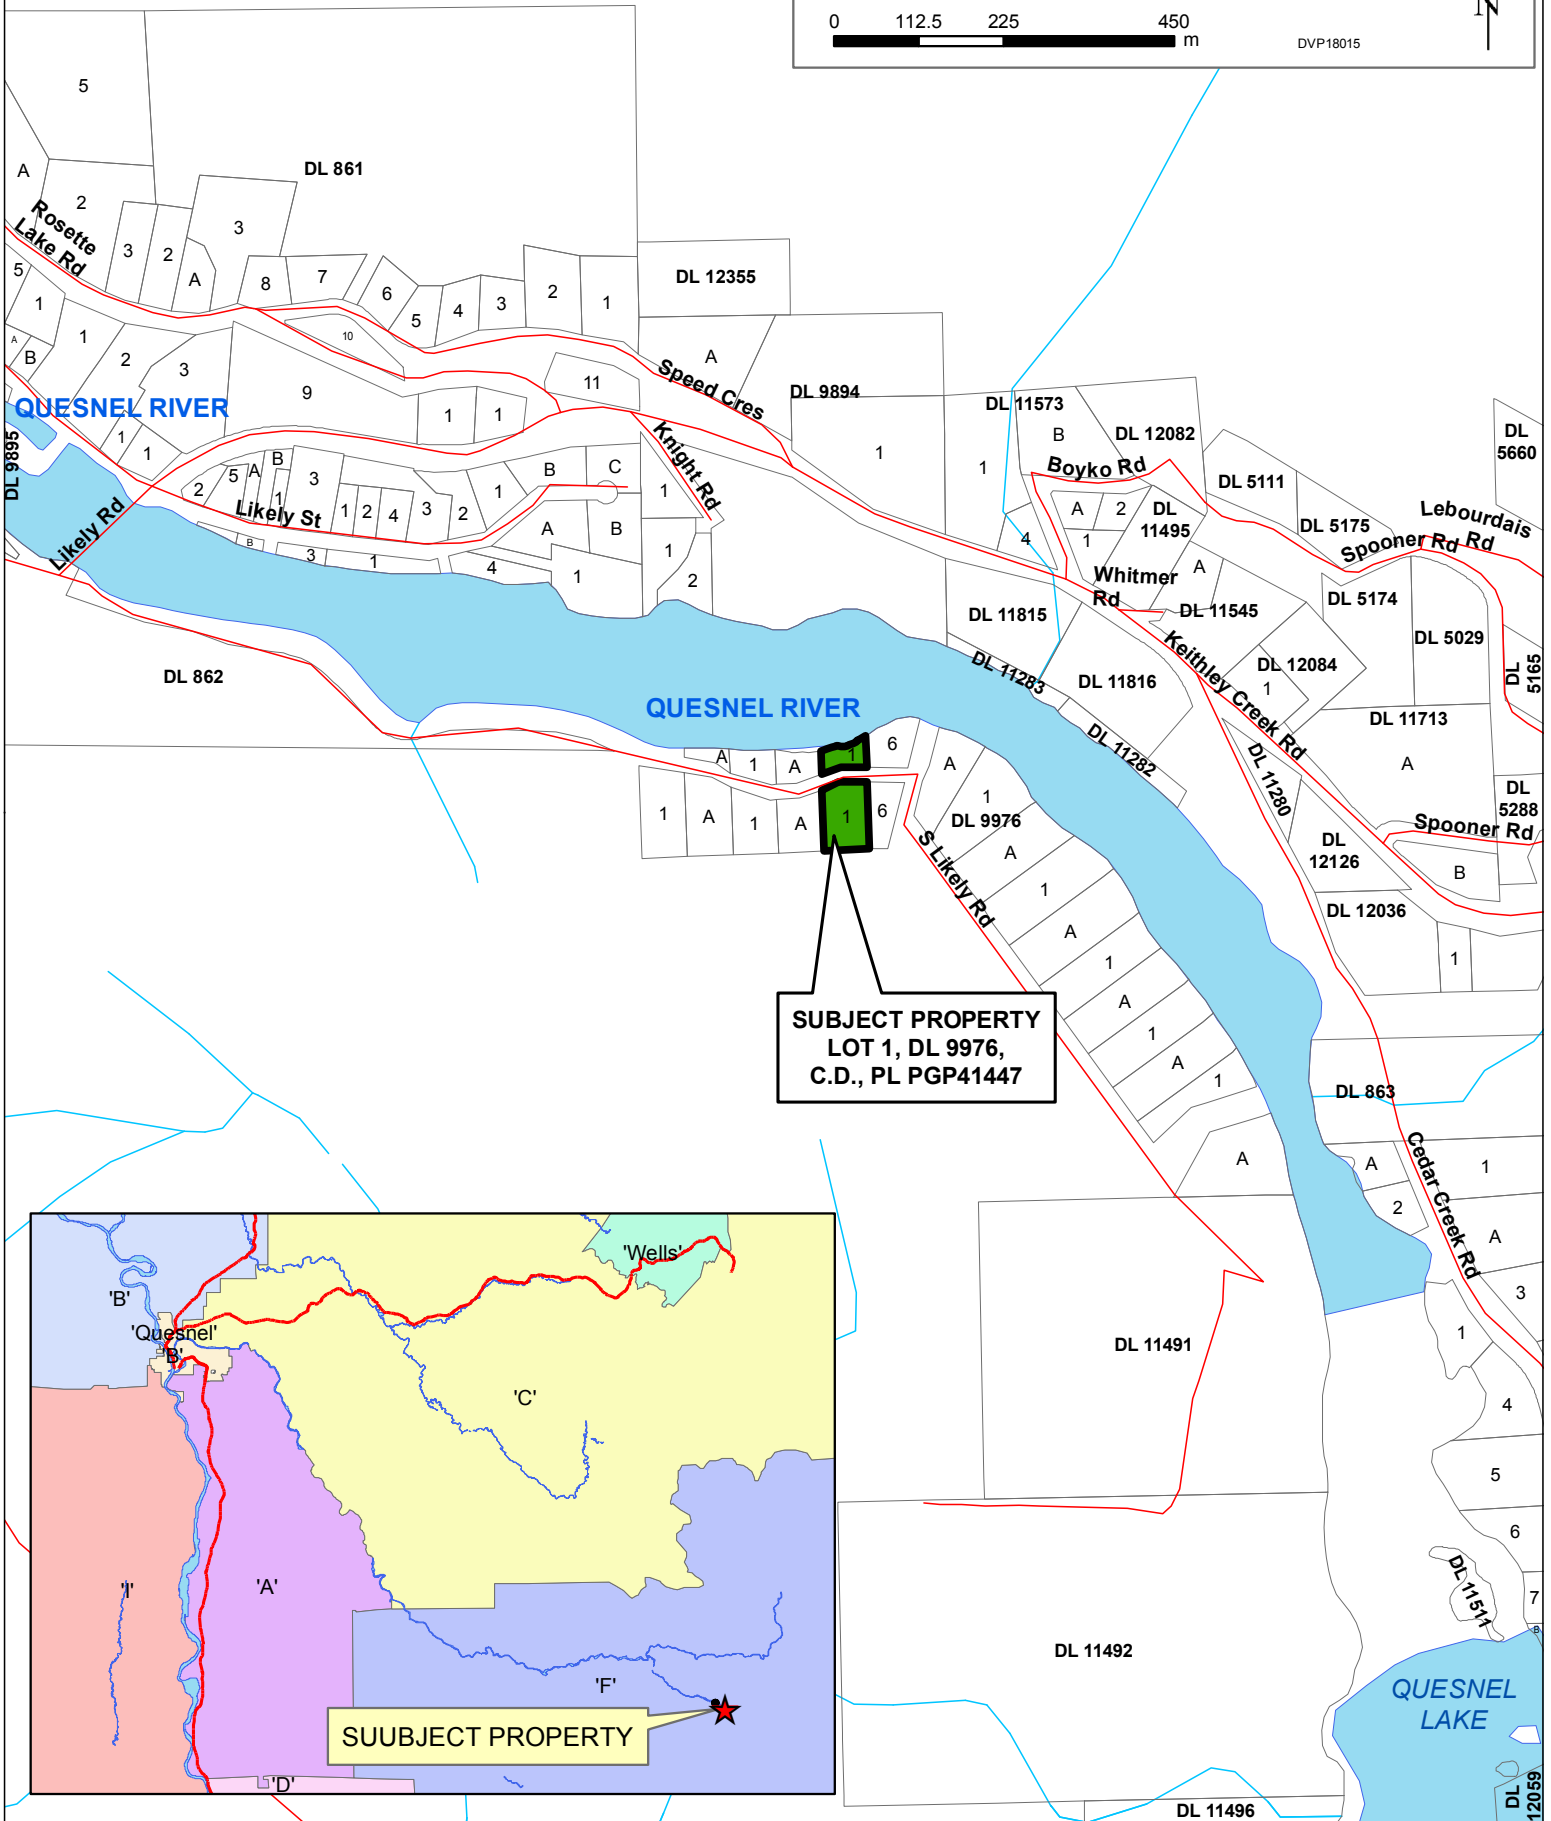 0 112.5 225 450
m
DVP18015
N
5
DL 861
A
2
3
2
3
A
Rosette
Lake Rd
8
7
6
5
4
3
2
1
DL 12355
5
1
A
B
1
2
3
10
9
11
1
1
A
Speed Cres
DL 9894
1
1
DL 11573
B
DL 12082
DL
5660
QUESNEL RIVER
DL 9895
1
1
2
5
A
B
1
3
1
2
4
3
2
1
B
C
Knight Rd
1
Boyko Rd
DL 5111
A
2
DL
11495
1
4
DL 5175
Lebourdais
Rd
Spooner Rd
Likely St
Likely Rd
B
3
1
4
A
B
1
1
2
Whitmer
Rd
A
DL 11545
DL 5174
DL 5029
DL
5165
DL 11815
DL 862
DL 11283
DL 11816
Keithley Creek Rd
DL 12084
1
QUESNEL RIVER
DL 11282
DL 11713
A
A
1
A
1
6
A
1
DL 9976
DL 11280
DL
5288
1
A
1
A
1
6
S Likely Rd
A
1
A
1
A
1
A
1
DL
12126
Spooner Rd
B
DL 12036
1
SUBJECT PROPERTY
LOT 1, DL 9976,
C.D., PL PGP41447
DL 863
A
A
2
Cedar Creek Rd
1
A
3
1
4
5
6
7
B
DL 11491
DL 11511
DL 11492
QUESNEL
LAKE
DL
12059
DL 11496
'Wells'
'B'
'Quesnel'
'B'
'C'
'I'
'A'
'F'
SUUBJECT PROPERTY
'D'